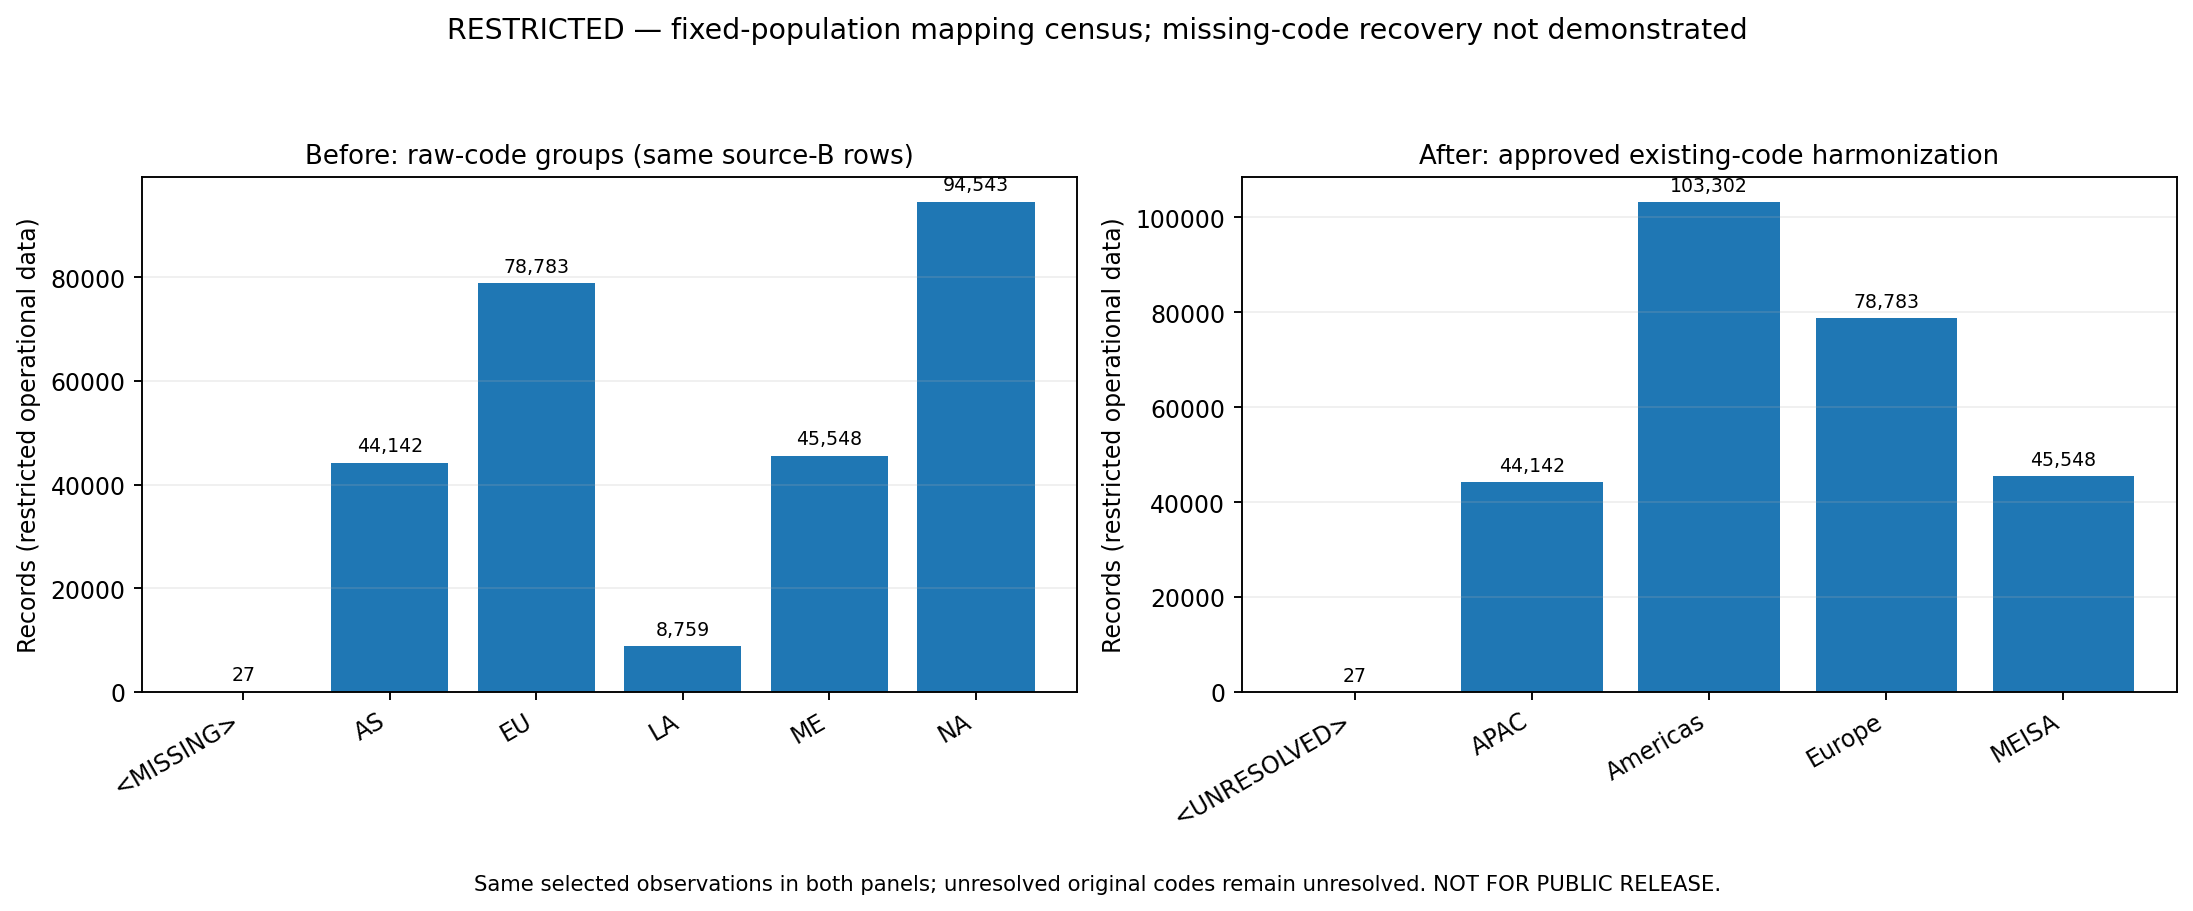 RESTRICTED — fixed-population mapping census; missing-code recovery not demonstrated
Before: raw-code groups (same source-B rows)
Records (restricted operational data)
80000
60000
40000
20000
0
27
44,142
78,783
8,759
45,548
94,543
<MISSING>
AS
EU
LA
ME
NA
After: approved existing-code harmonization
Records (restricted operational data)
100000
80000
60000
40000
20000
0
27
44,142
103,302
78,783
45,548
<UNRESOLVED>
APAC
Americas
Europe
MEISA
Same selected observations in both panels; unresolved original codes remain unresolved. NOT FOR PUBLIC RELEASE.